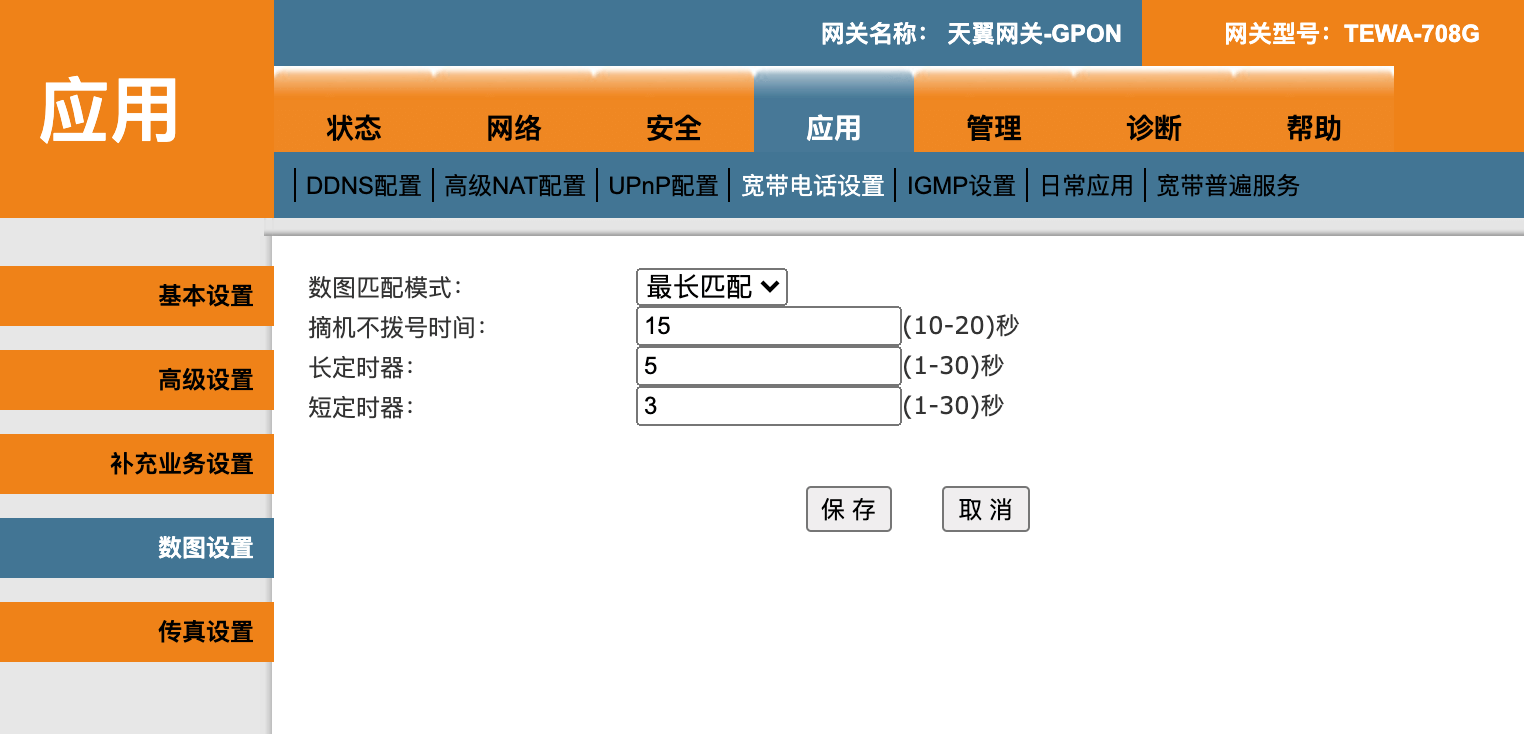 网关名称： 天翼网关-GPON 网关型号：TEWA-708G
应用
状态 网络 安全 应用 管理 诊断 帮助
DDNS配置 高级NAT配置 UPnP配置 宽带电话设置 IGMP设置 日常应用 宽带普遍服务
基本设置
高级设置
补充业务设置
数图设置
传真设置
数图匹配模式： 最长匹配
摘机不拨号时间： 15 (10-20)秒
长定时器： 5 (1-30)秒
短定时器： 3 (1-30)秒
保 存 取 消